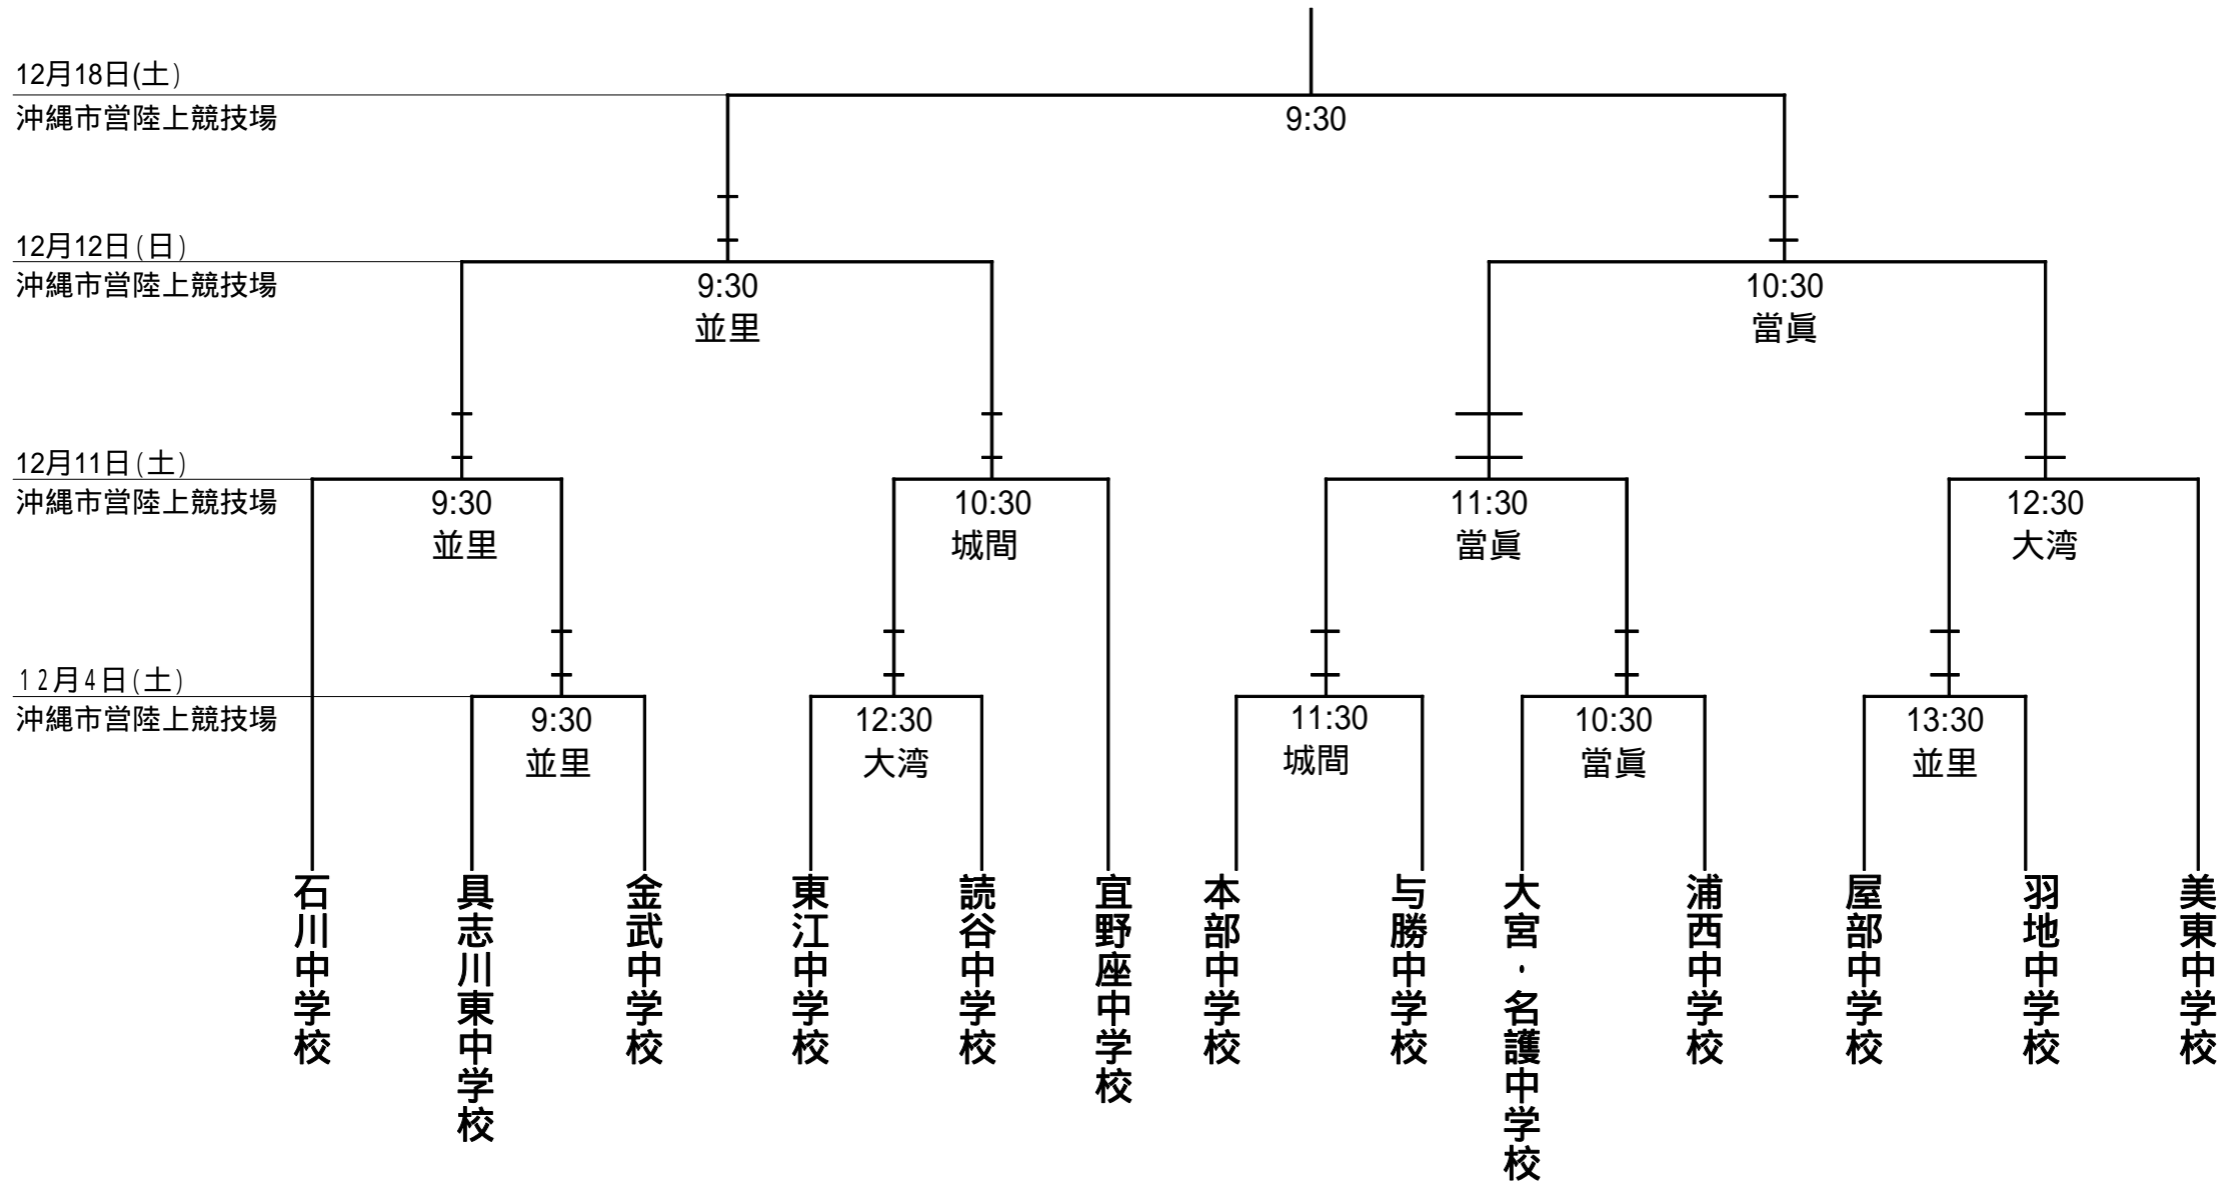 12月18日(土)
沖縄市営陸上競技場
9:30
12月12日(日)
沖縄市営陸上競技場
9:30
並里
10:30
當眞
12月11日(土)
沖縄市営陸上競技場
9:30
並里
10:30
城間
11:30
當眞
12:30
大湾
12月4日(土)
沖縄市営陸上競技場
9:30
並里
12:30
大湾
11:30
城間
10:30
當眞
13:30
並里
石川中学校
具志川東中学校
金武中学校
東江中学校
読谷中学校
宜野座中学校
本部中学校
与勝中学校
大宮・名護中学校
浦西中学校
屋部中学校
羽地中学校
美東中学校